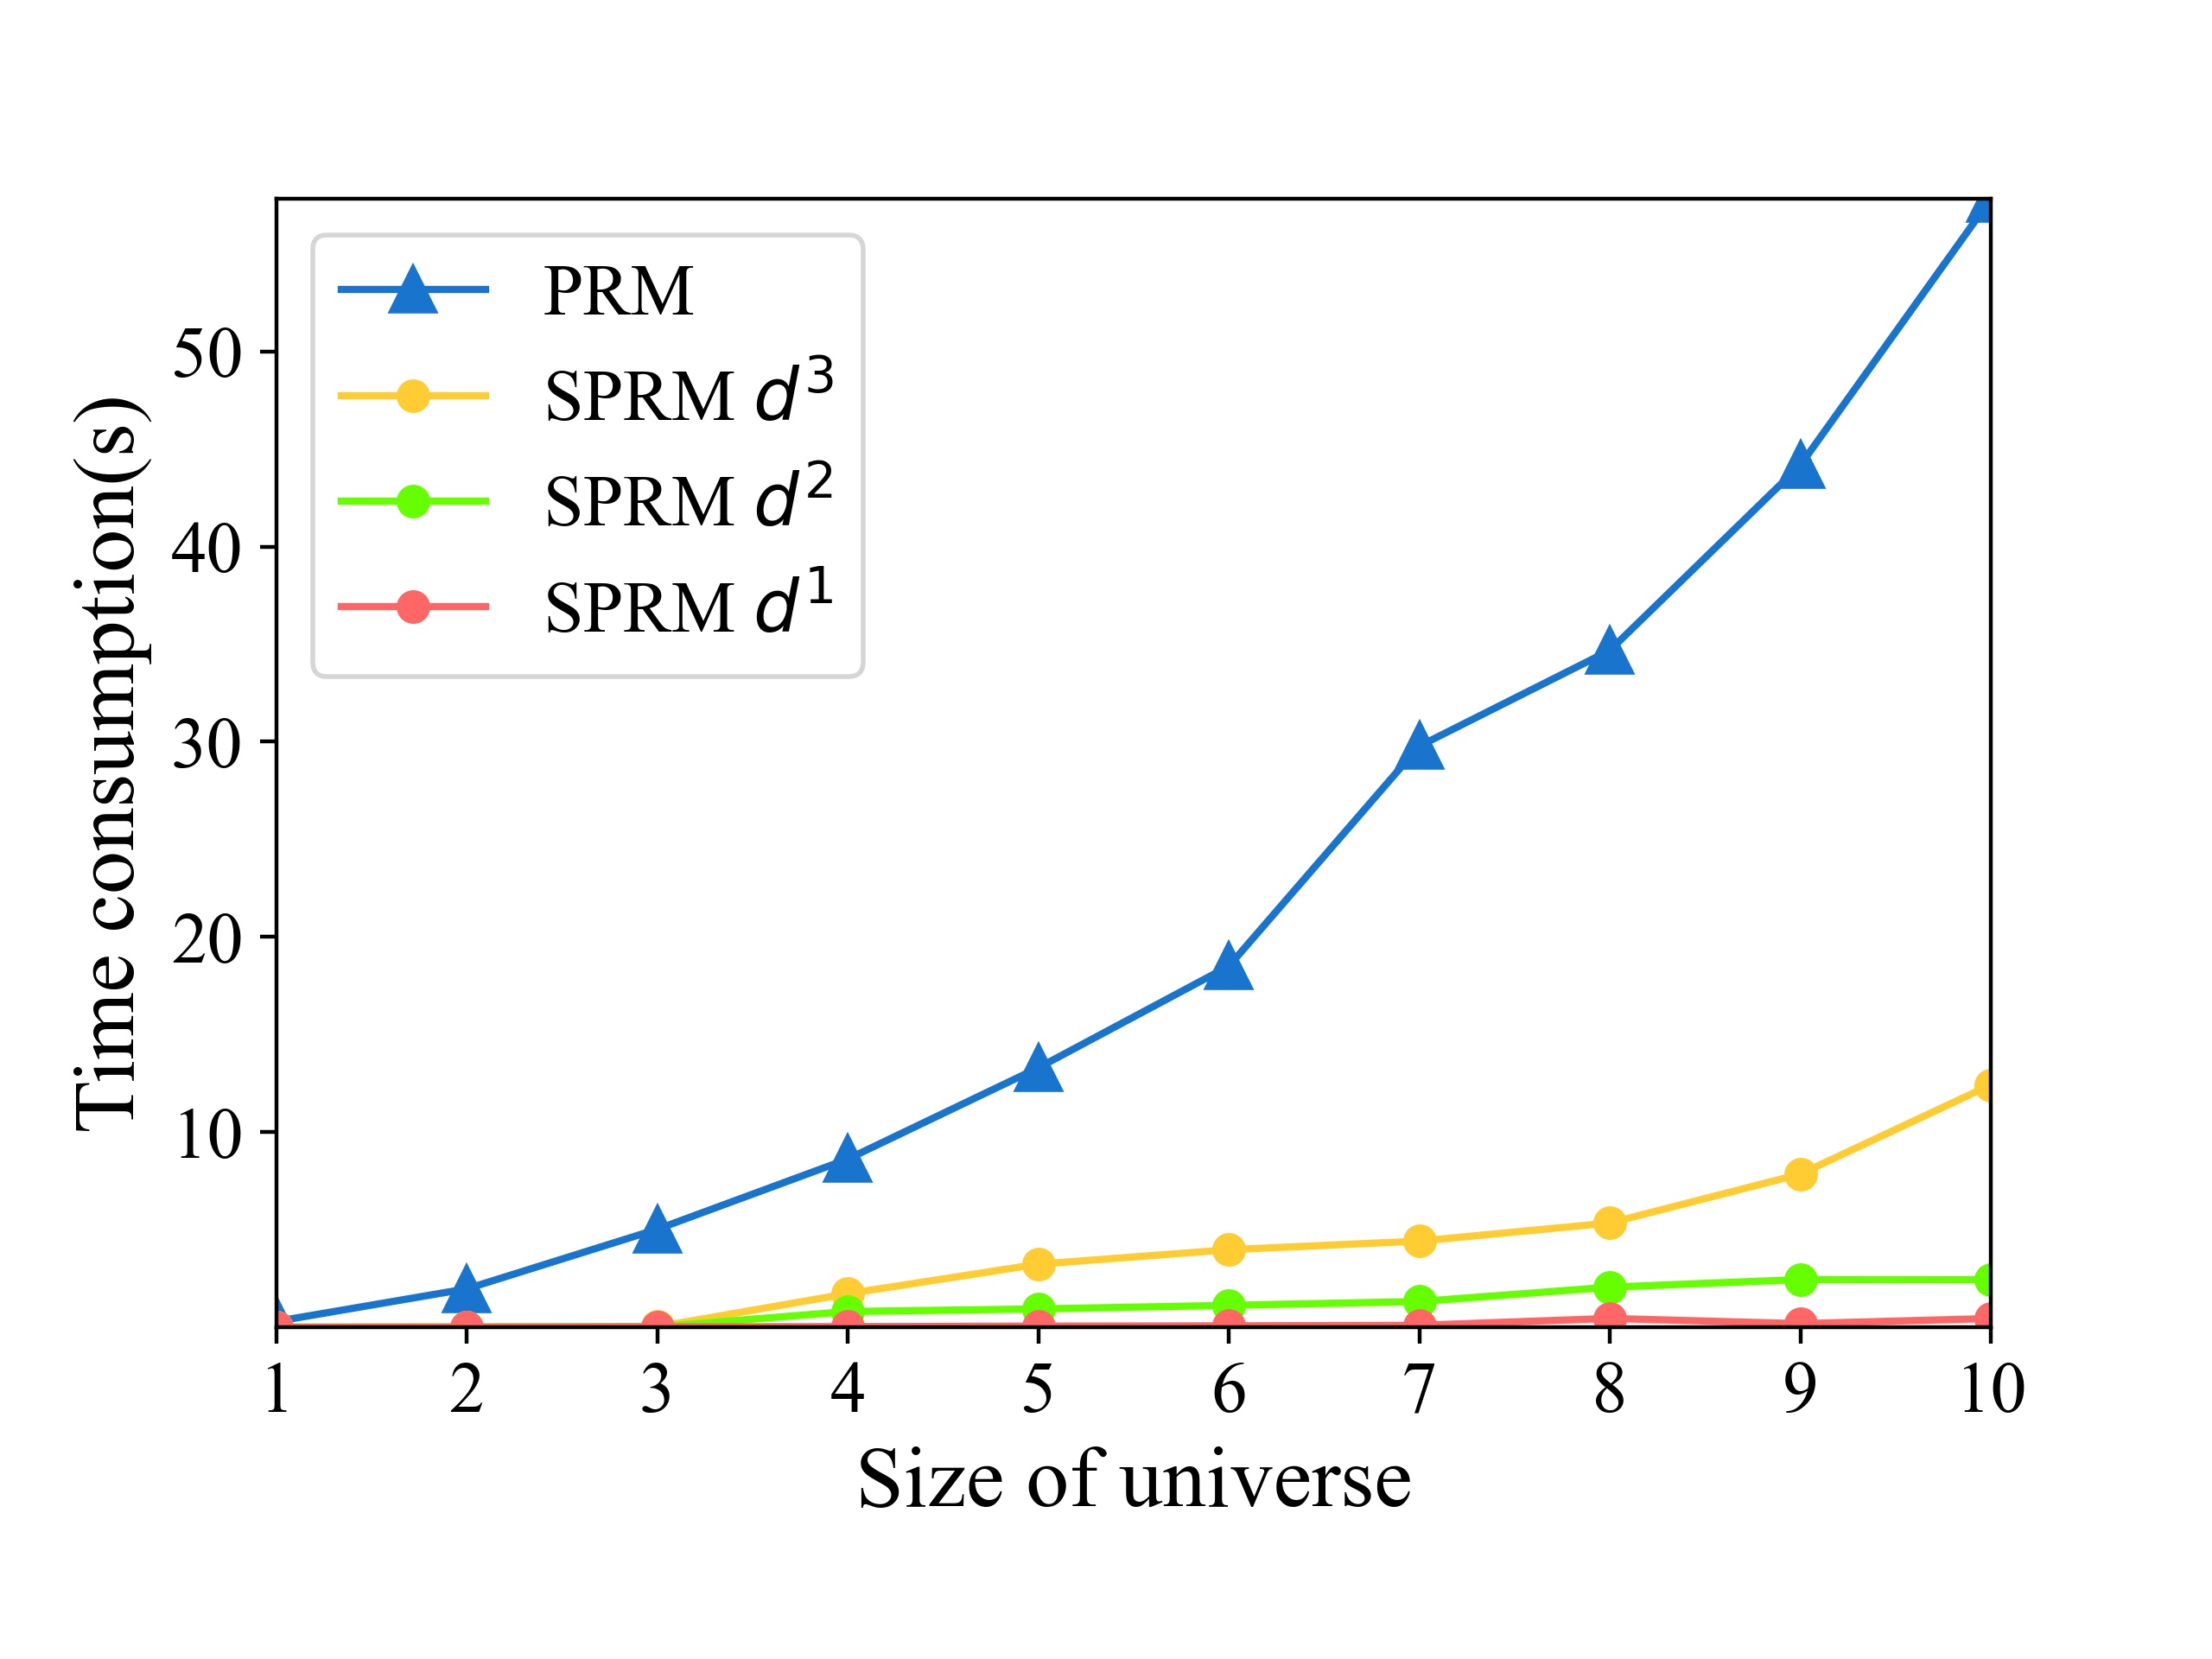 PRM
SPRM d³
SPRM d²
SPRM d¹
50
40
30
20
10
Time consumption(s)
1 2 3 4 5 6 7 8 9 10
Size of universe